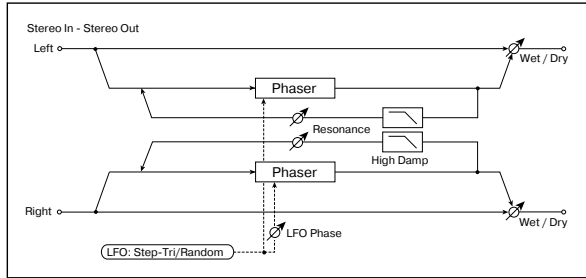 Stereo In - Stereo Out
Left
Wet / Dry
Phaser
Resonance
High Damp
Phaser
Right
LFO Phase
Wet / Dry
LFO: Step-Tri/Random